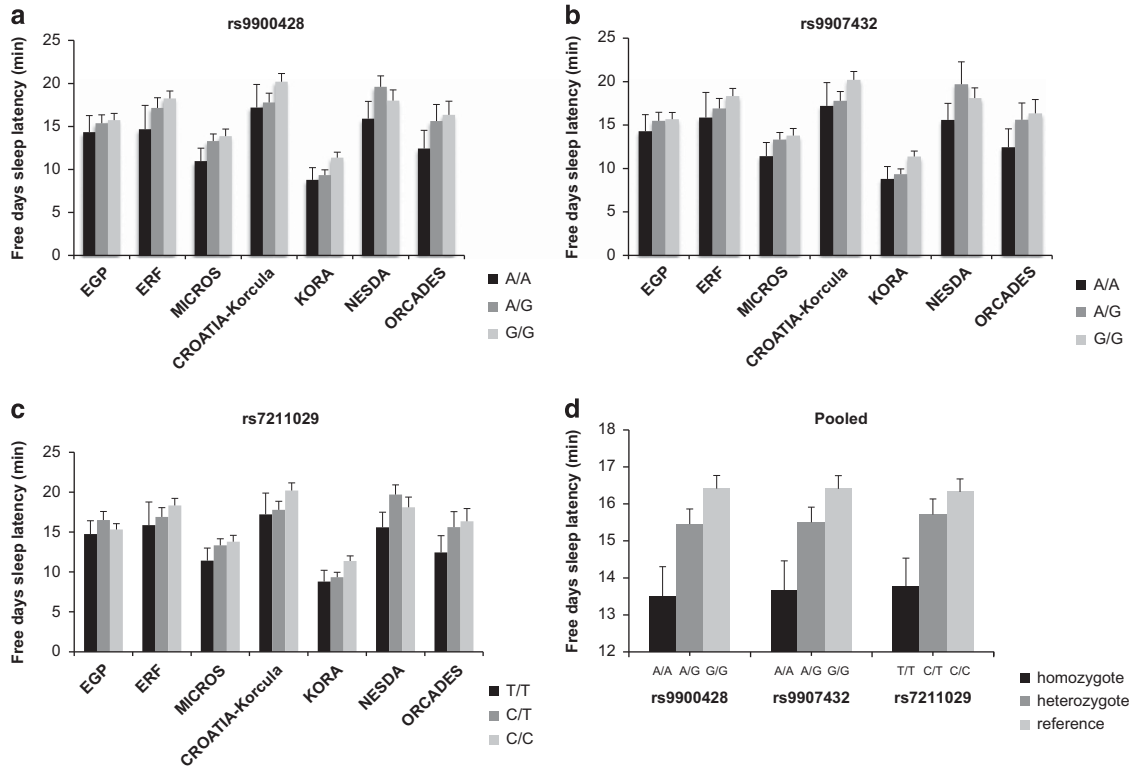 a
rs9900428
Free days sleep latency (min)
25
20
15
10
5
0
EGP
ERF
MICROS
CROATIA-Korcula
KORA
NESDA
ORCADES
A/A
A/G
G/G
b
rs9907432
Free days sleep latency (min)
25
20
15
10
5
0
EGP
ERF
MICROS
CROATIA-Korcula
KORA
NESDA
ORCADES
A/A
A/G
G/G
c
rs7211029
Free days sleep latency (min)
25
20
15
10
5
0
EGP
ERF
MICROS
CROATIA-Korcula
KORA
NESDA
ORCADES
T/T
C/T
C/C
d
Pooled
Free days sleep latency (min)
18
17
16
15
14
13
12
A/A A/G G/G A/A A/G G/G T/T C/T C/C
rs9900428 rs9907432 rs7211029
homozygote
heterozygote
reference